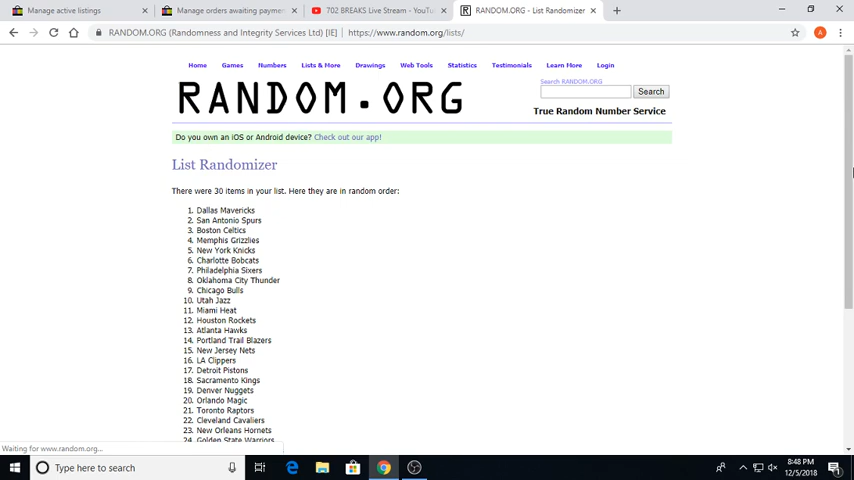 Manage active listings
Manage orders awaiting payme
702 BREAKS Live Stream - YouTu
RANDOM.ORG - List Randomizer
RANDOM.ORG (Randomness and Integrity Services Ltd) [IE] | https://www.random.org/lists/
Home Games Numbers Lists & More Drawings Web Tools Statistics Testimonials Learn More Login
Search RANDOM.ORG
Search
RANDOM.ORG
True Random Number Service
Do you own an iOS or Android device? Check out our app!
List Randomizer
There were 30 items in your list. Here they are in random order:
1. Dallas Mavericks
2. San Antonio Spurs
3. Boston Celtics
4. Memphis Grizzlies
5. New York Knicks
6. Charlotte Bobcats
7. Philadelphia Sixers
8. Oklahoma City Thunder
9. Chicago Bulls
10. Utah Jazz
11. Miami Heat
12. Houston Rockets
13. Atlanta Hawks
14. Portland Trail Blazers
15. New Jersey Nets
16. LA Clippers
17. Detroit Pistons
18. Sacramento Kings
19. Denver Nuggets
20. Orlando Magic
21. Toronto Raptors
22. Cleveland Cavaliers
23. New Orleans Hornets
24. Golden State Warriors
Waiting for www.random.org...
Type here to search
8:48 PM
12/5/2018